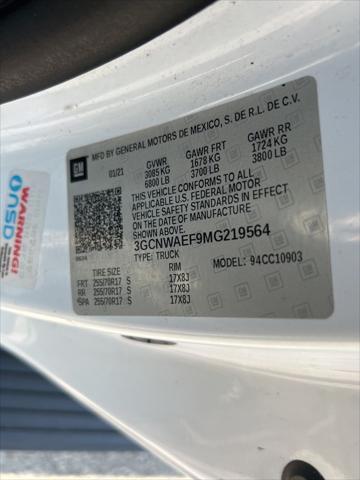 GM
MFD BY GENERAL MOTORS DE MEXICO, S. DE R.L. DE C.V.
01/21 GVWR GAWR FRT GAWR RR
3085 KG 1678 KG 1724 KG
6800 LB 3700 LB 3800 LB
THIS VEHICLE CONFORMS TO ALL APPLICABLE U.S.
FEDERAL MOTOR VEHICLE SAFETY STANDARDS IN EFFECT
ON THE DATE OF MANUFACTURE SHOWN ABOVE.
3GCNWAEF9MG219564
TYPE: TRUCK MODEL: 94CC10903
TIRE SIZE RIM
FRT 255/70R17 S 17X8J
RR 255/70R17 S 17X8J
SPA 255/70R17 S 17X8J
NSD
WARNING!